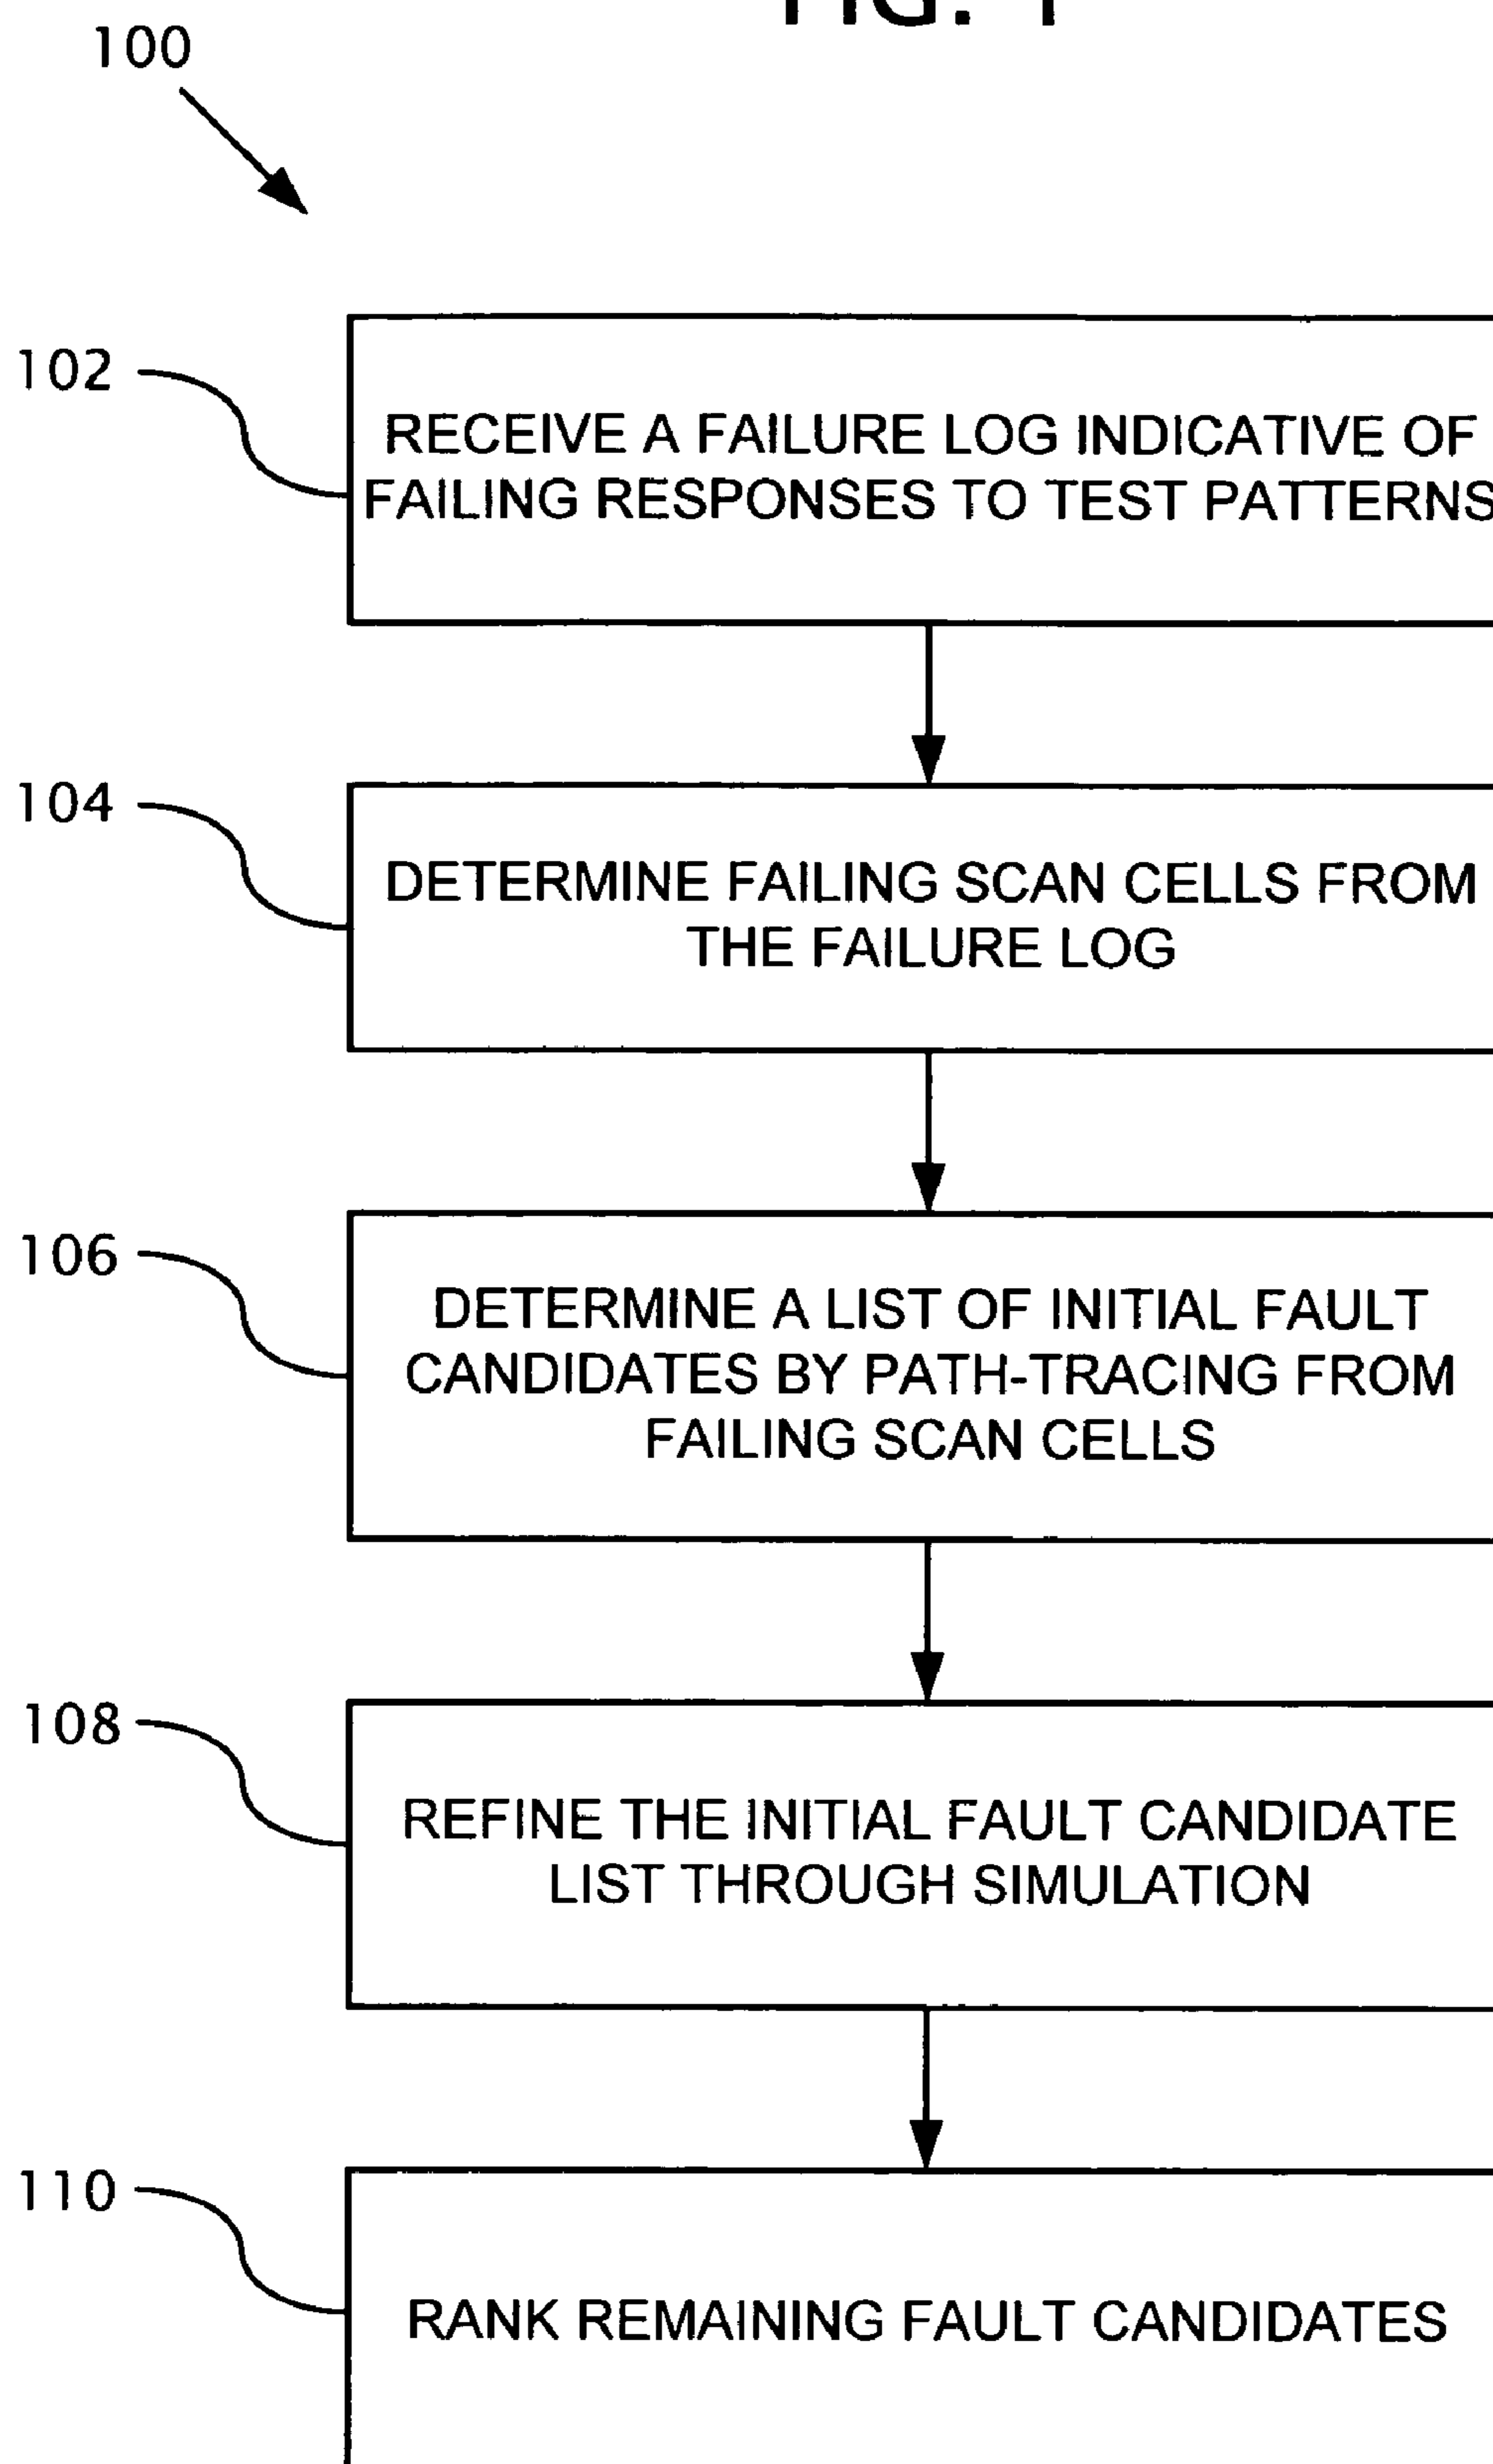 FIG. 1
100
102
RECEIVE A FAILURE LOG INDICATIVE OF
FAILING RESPONSES TO TEST PATTERNS
104
DETERMINE FAILING SCAN CELLS FROM
THE FAILURE LOG
106
DETERMINE A LIST OF INITIAL FAULT
CANDIDATES BY PATH-TRACING FROM
FAILING SCAN CELLS
108
REFINE THE INITIAL FAULT CANDIDATE
LIST THROUGH SIMULATION
110
RANK REMAINING FAULT CANDIDATES